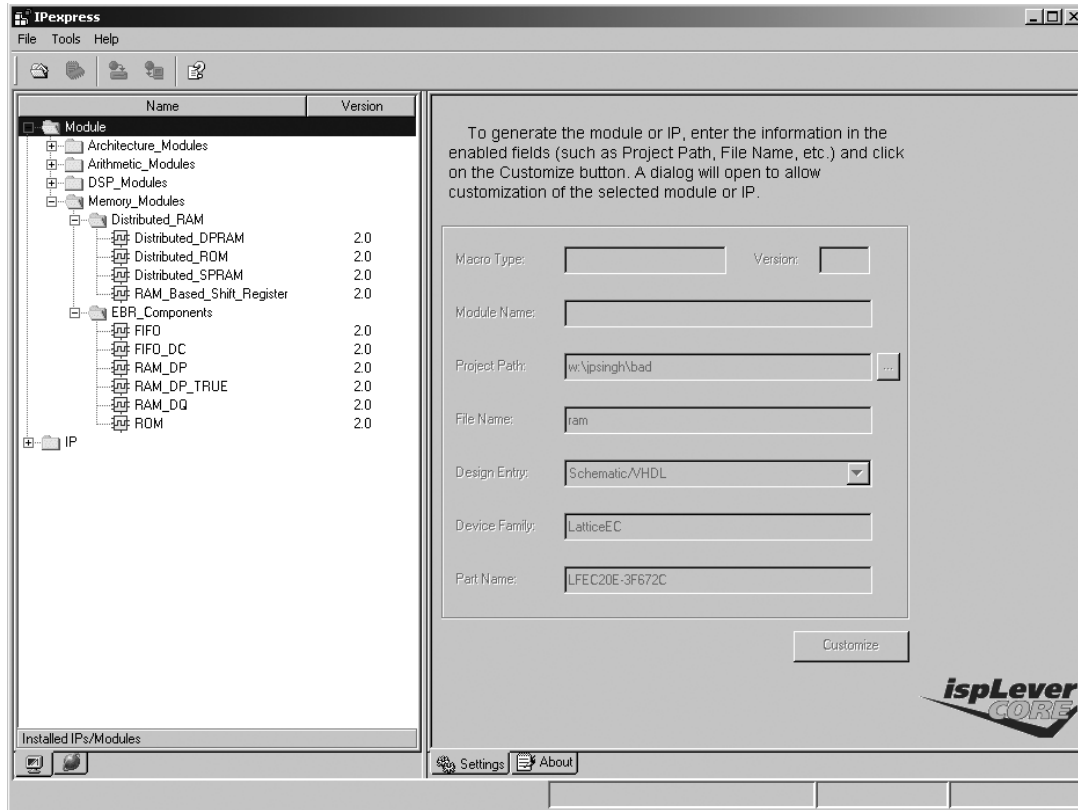 IPexpress
File Tools Help
Name Version
Module
Architecture_Modules
Arithmetic_Modules
DSP_Modules
Memory_Modules
Distributed_RAM
Distributed_DPRAM 2.0
Distributed_ROM 2.0
Distributed_SPRAM 2.0
RAM_Based_Shift_Register 2.0
EBR_Components
FIFO 2.0
FIFO_DC 2.0
RAM_DP 2.0
RAM_DP_TRUE 2.0
RAM_DQ 2.0
ROM 2.0
IP
Installed IPs/Modules
To generate the module or IP, enter the information in the
enabled fields (such as Project Path, File Name, etc.) and click
on the Customize button. A dialog will open to allow
customization of the selected module or IP.
Macro Type: Version:
Module Name:
Project Path: w:\jpsingh\bad ...
File Name: ram
Design Entry: Schematic/VHDL
Device Family: LatticeEC
Part Name: LFEC20E-3F672C
Customize
ispLever
CORE
Settings About